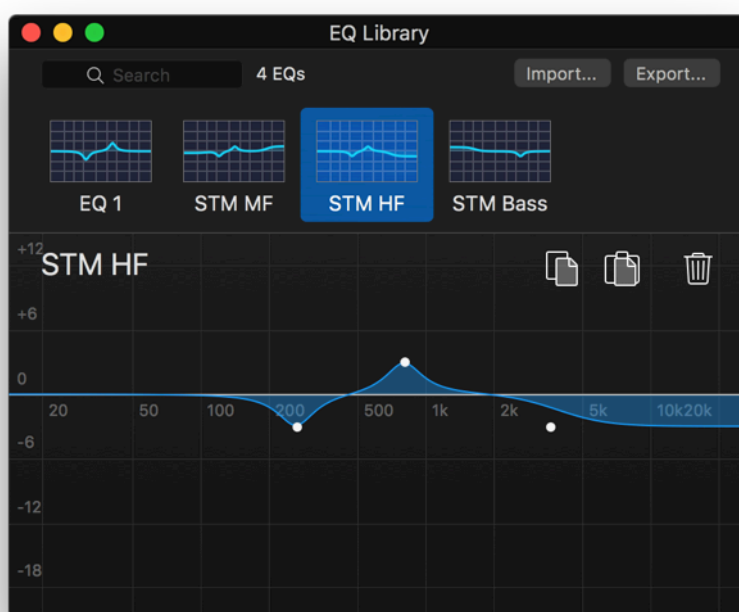 EQ Library
Search 4 EQs Import... Export...
EQ 1 STM MF STM HF STM Bass
+12
STM HF
+6
0
20 50 100 200 500 1k 2k 5k 10k20k
-6
-12
-18